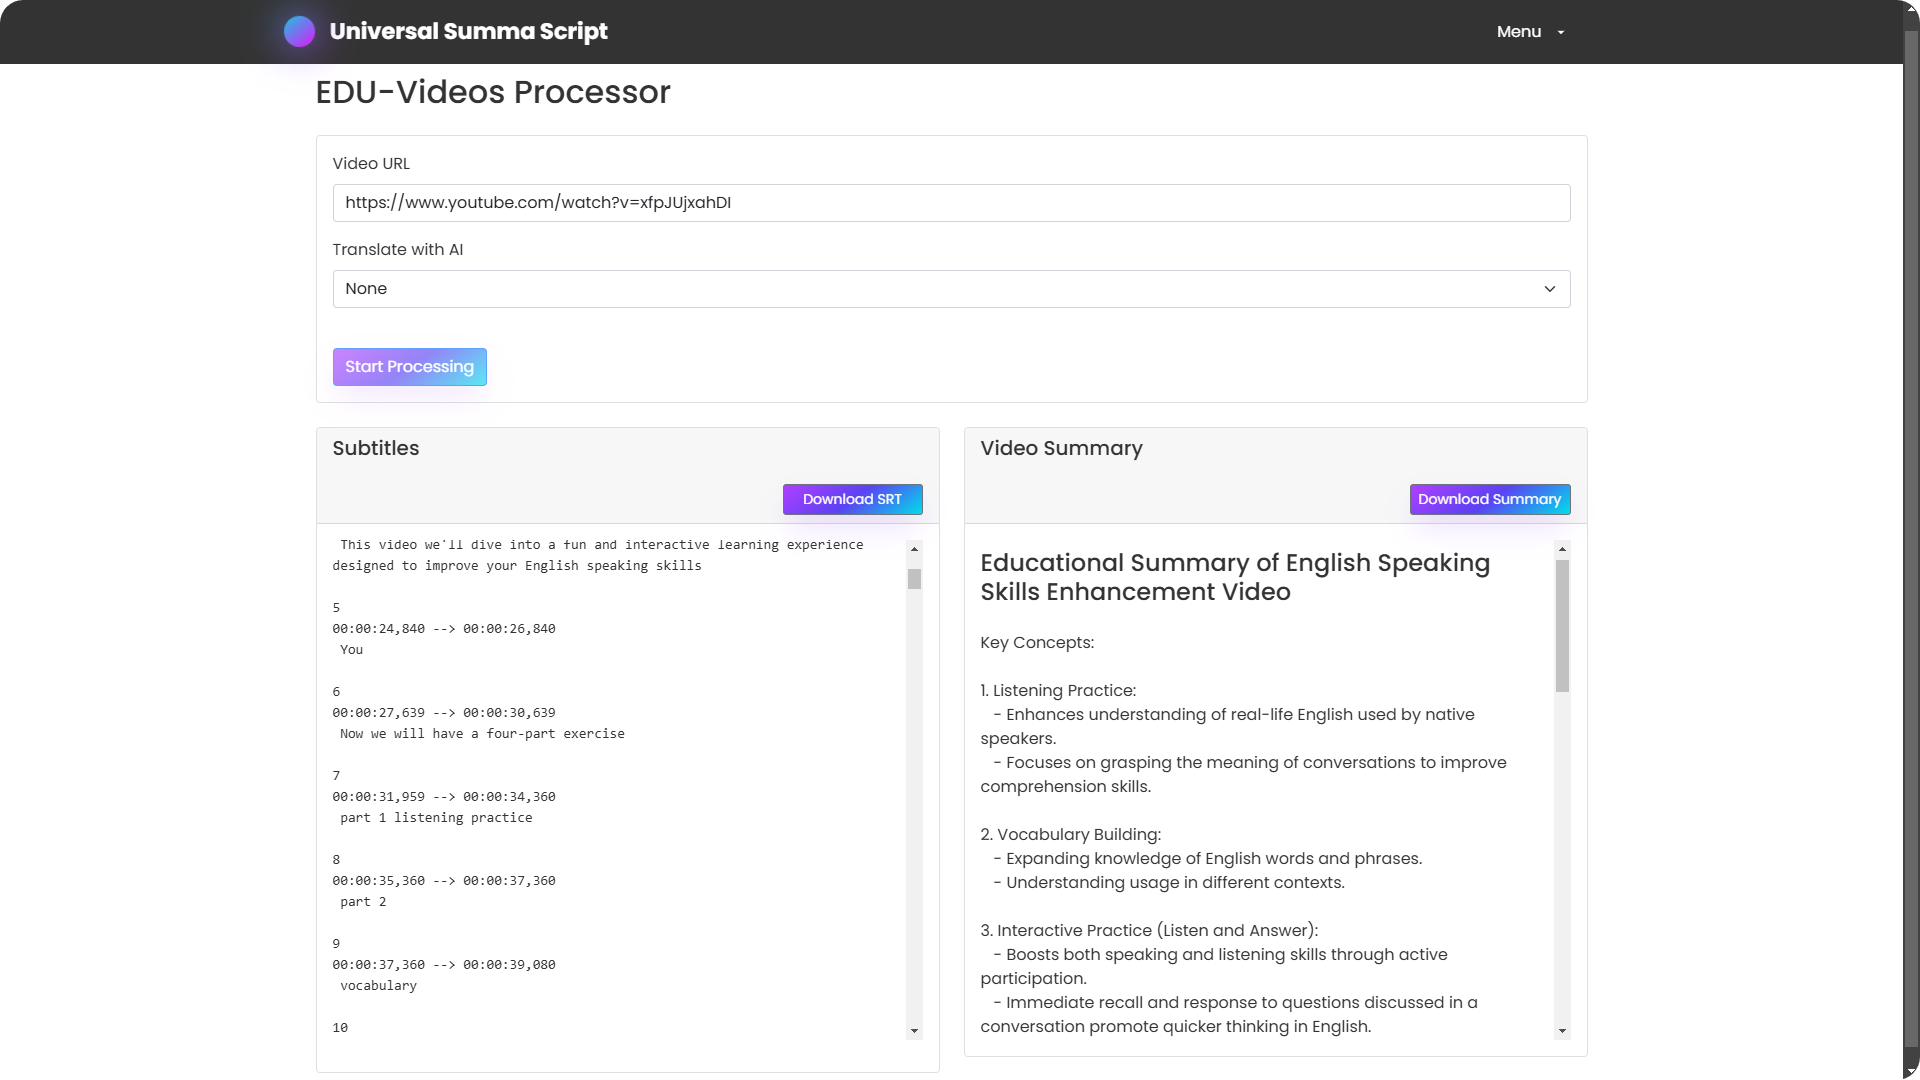 Universal Summa Script
Menu
EDU-Videos Processor
Video URL
https://www.youtube.com/watch?v=xfpJUjxahDI
Translate with AI
None
Start Processing
Subtitles
Download SRT
This video we'll dive into a fun and interactive learning experience
designed to improve your English speaking skills
5
00:00:24,840 --> 00:00:26,840
You
6
00:00:27,639 --> 00:00:30,639
Now we will have a four-part exercise
7
00:00:31,959 --> 00:00:34,360
part 1 listening practice
8
00:00:35,360 --> 00:00:37,360
part 2
9
00:00:37,360 --> 00:00:39,080
vocabulary
10
Video Summary
Download Summary
Educational Summary of English Speaking
Skills Enhancement Video
Key Concepts:
1. Listening Practice:
- Enhances understanding of real-life English used by native
speakers.
- Focuses on grasping the meaning of conversations to improve
comprehension skills.
2. Vocabulary Building:
- Expanding knowledge of English words and phrases.
- Understanding usage in different contexts.
3. Interactive Practice (Listen and Answer):
- Boosts both speaking and listening skills through active
participation.
- Immediate recall and response to questions discussed in a
conversation promote quicker thinking in English.